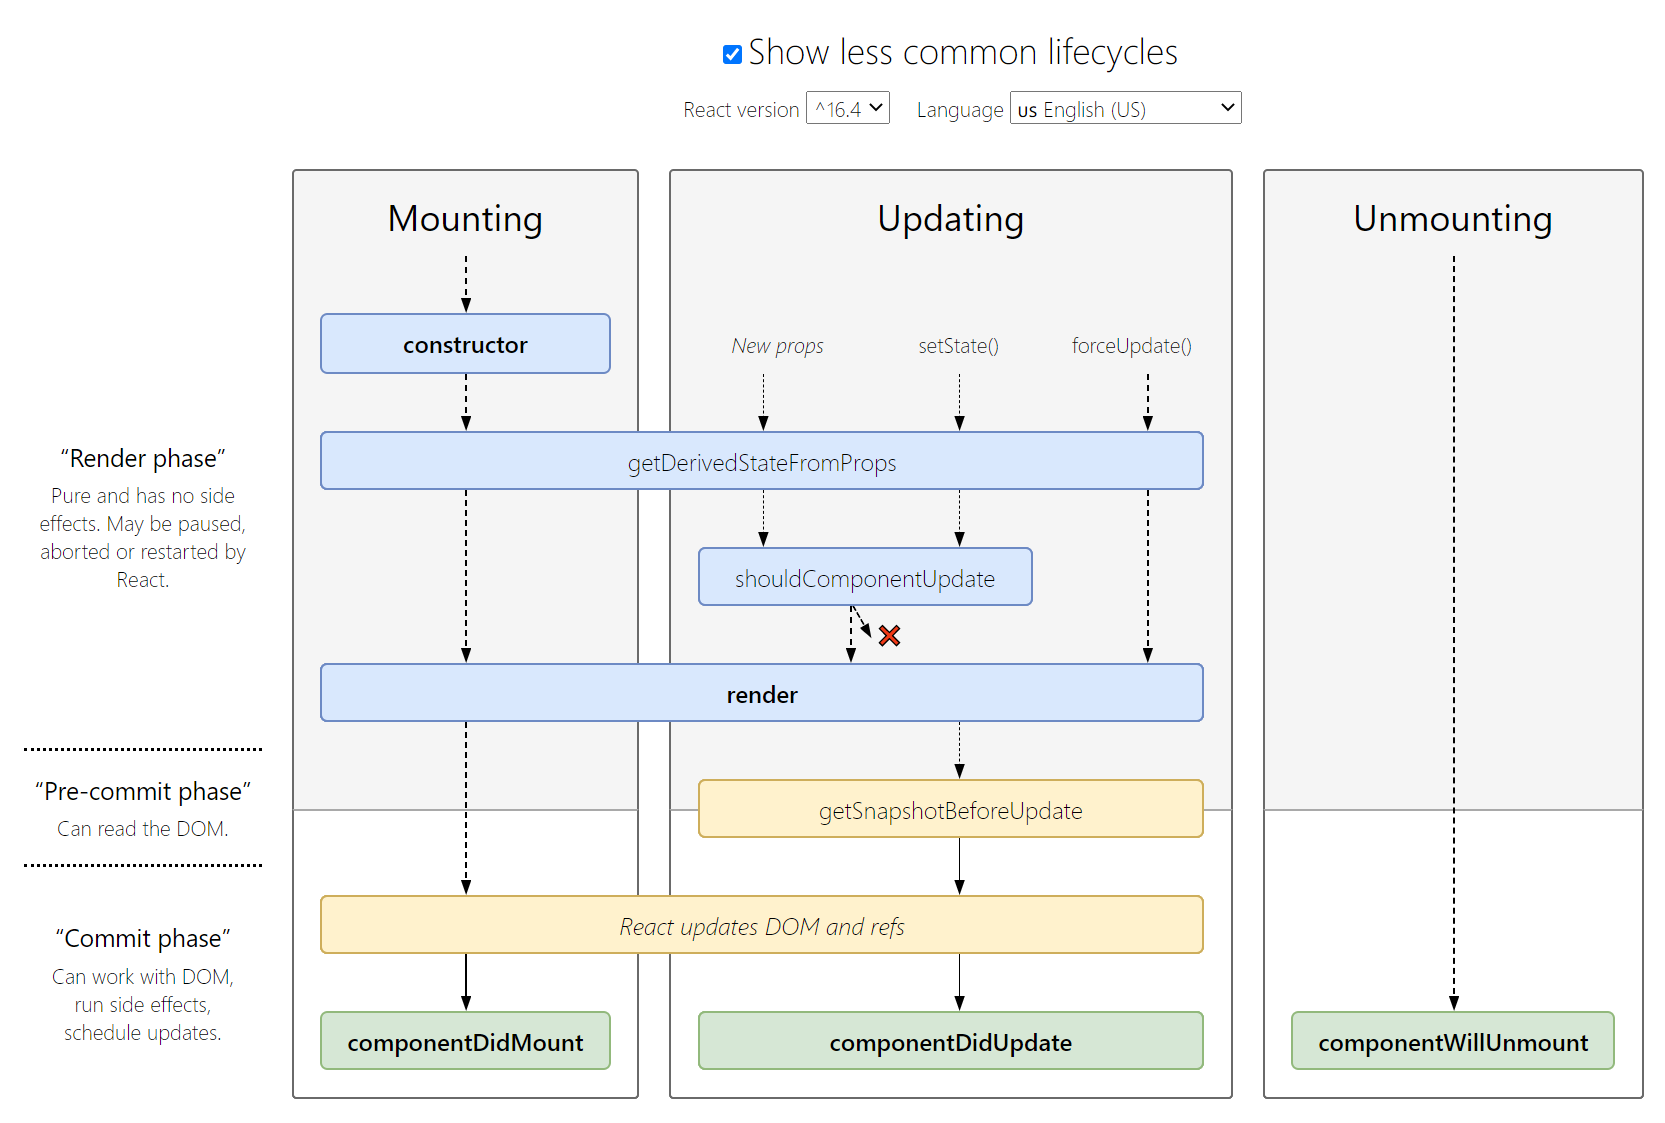 Show less common lifecycles
React version ^16.4 Language us English (US)
Mounting
Updating
Unmounting
constructor
New props
setState()
forceUpdate()
“Render phase”
Pure and has no side
effects. May be paused,
aborted or restarted by
React.
getDerivedStateFromProps
shouldComponentUpdate
render
“Pre-commit phase”
Can read the DOM.
getSnapshotBeforeUpdate
“Commit phase”
Can work with DOM,
run side effects,
schedule updates.
React updates DOM and refs
componentDidMount
componentDidUpdate
componentWillUnmount